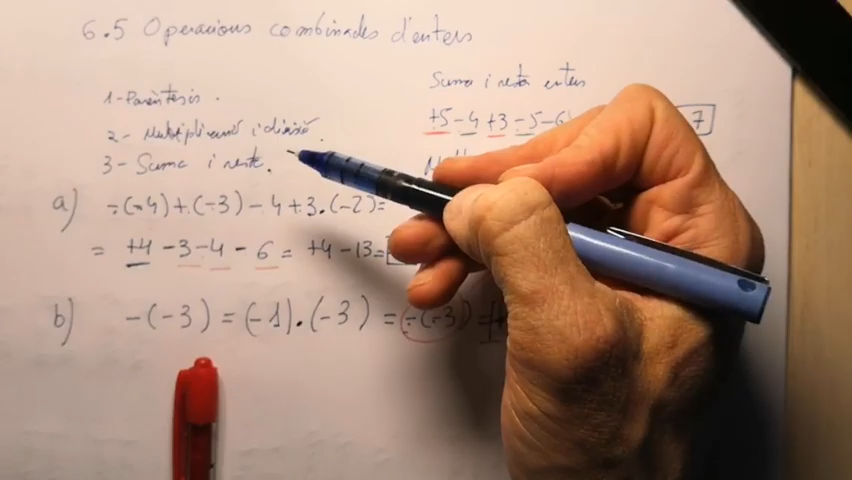 6.5 Operacions combinades d'enters
1-Parèntesis.
2- Multiplicació i divisió.
3- Suma i resta.
Suma i resta enters
+5-4+3-5-6
7
a) -(-4)+(-3)-4+3.(-2)=
= +4-3-4-6= +4-13=
b) -(-3) = (-1).(-3) = -(-3) =